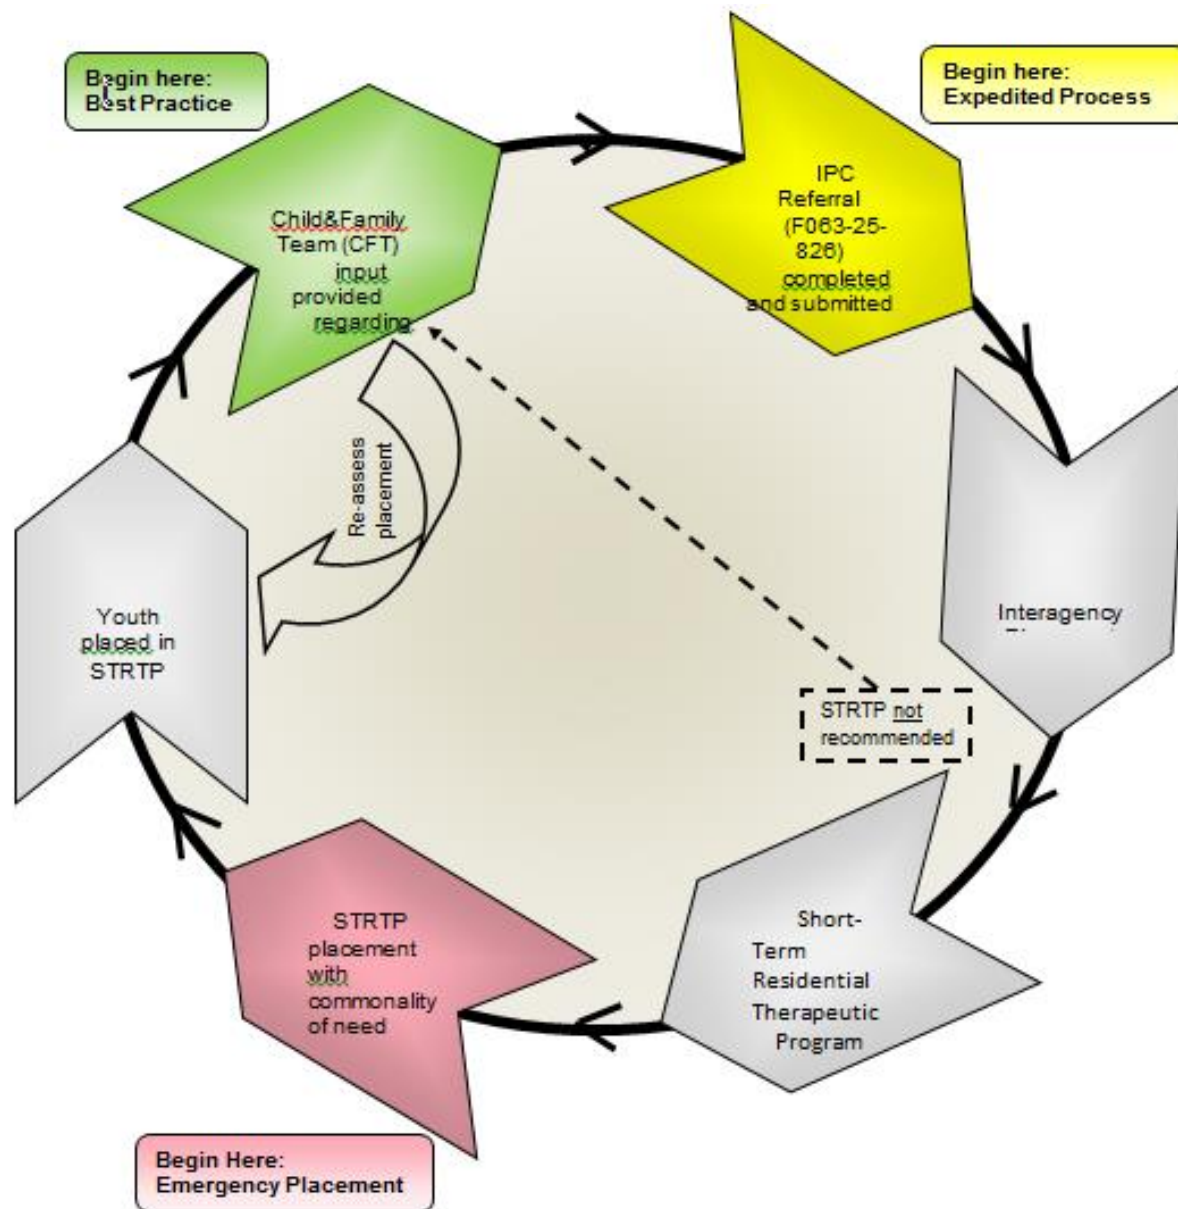 Begin here:
Best Practice
Begin here:
Expedited Process
Child&Family
Team (CFT)
input
provided
regarding
IPC
Referral
(F063-25-
826)
completed
and submitted
Re-assess
placement
Interagency
Youth
placed in
STRTP
STRTP not
recommended
STRTP
placement
with
commonality
of need
Short-
Term
Residential
Therapeutic
Program
Begin Here:
Emergency Placement